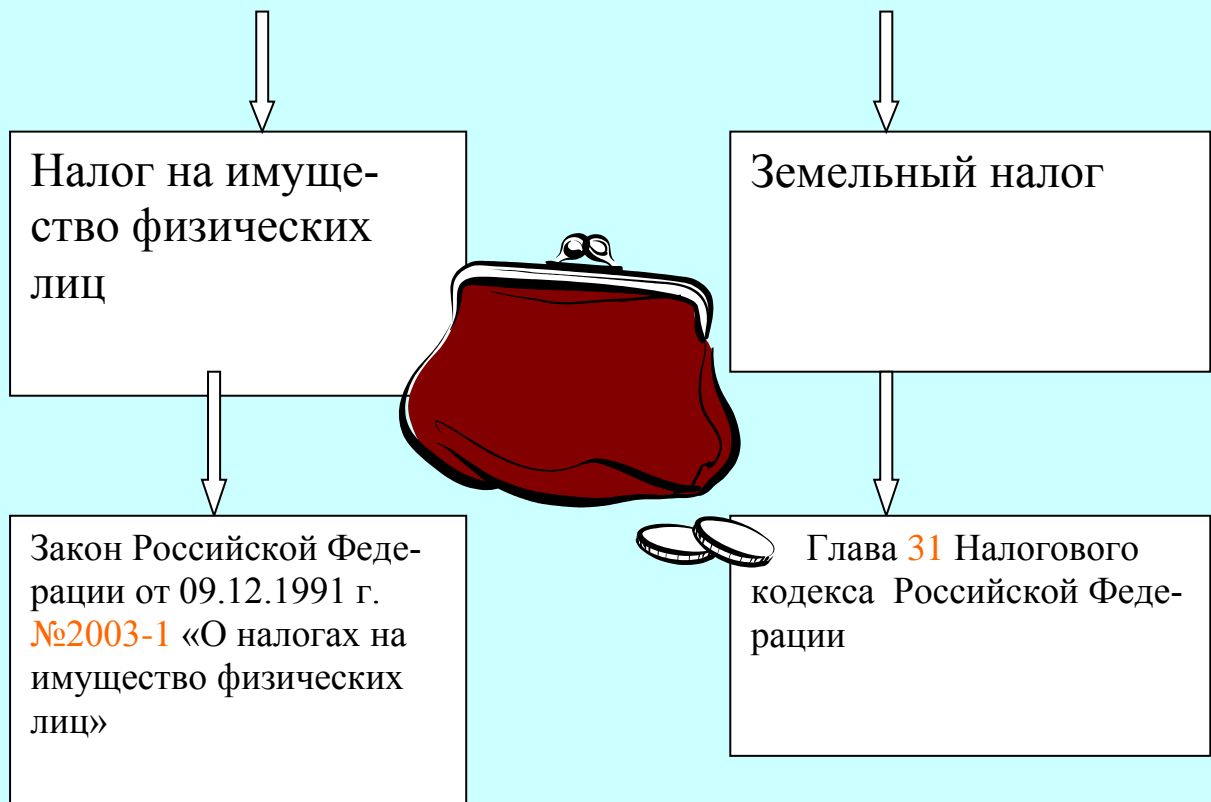 Налог на имуще-
ство физических
лиц
Земельный налог
Закон Российской Феде-
рации от 09.12.1991 г.
№2003-1 «О налогах на
имущество физических
лиц»
Глава 31 Налогового
кодекса Российской Феде-
рации